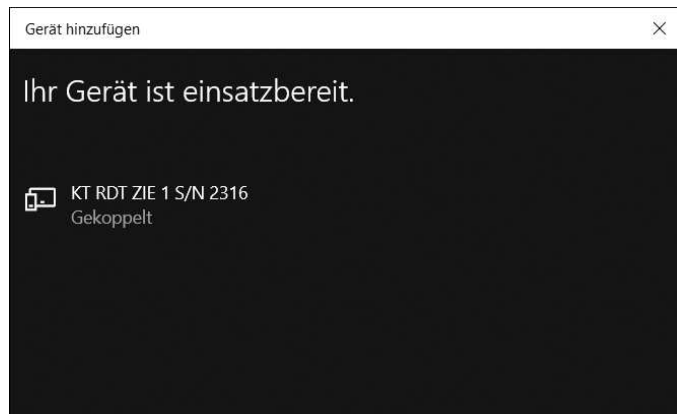 Gerät hinzufügen
Ihr Gerät ist einsatzbereit.
KT RDT ZIE 1 S/N 2316
Gekoppelt